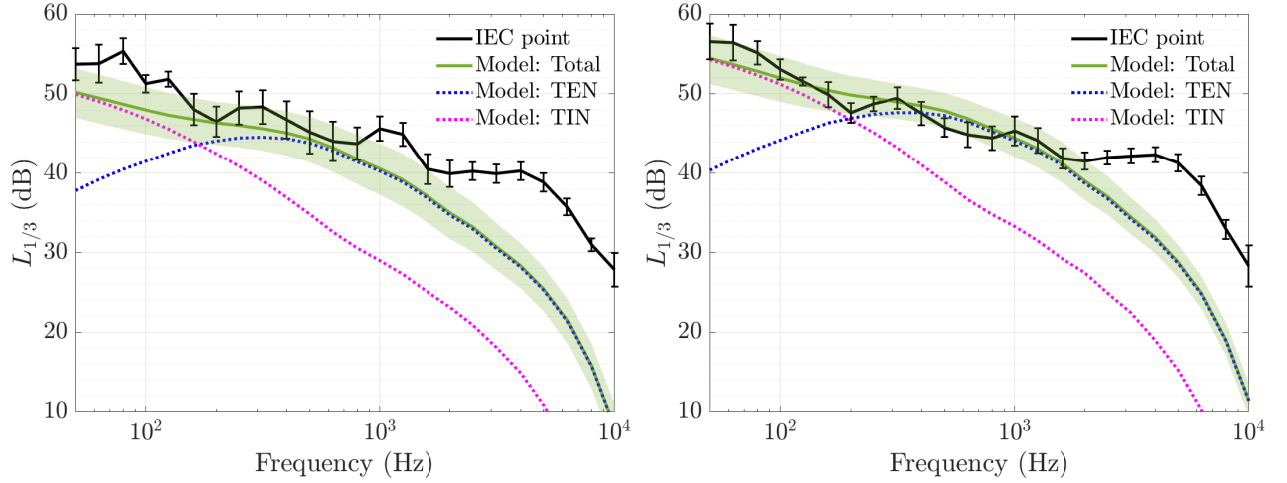 60
50
40
30
20
10
L1/3 (dB)
10^2
10^3
10^4
Frequency (Hz)
IEC point
Model: Total
Model: TEN
Model: TIN
60
50
40
30
20
10
L1/3 (dB)
10^2
10^3
10^4
Frequency (Hz)
IEC point
Model: Total
Model: TEN
Model: TIN